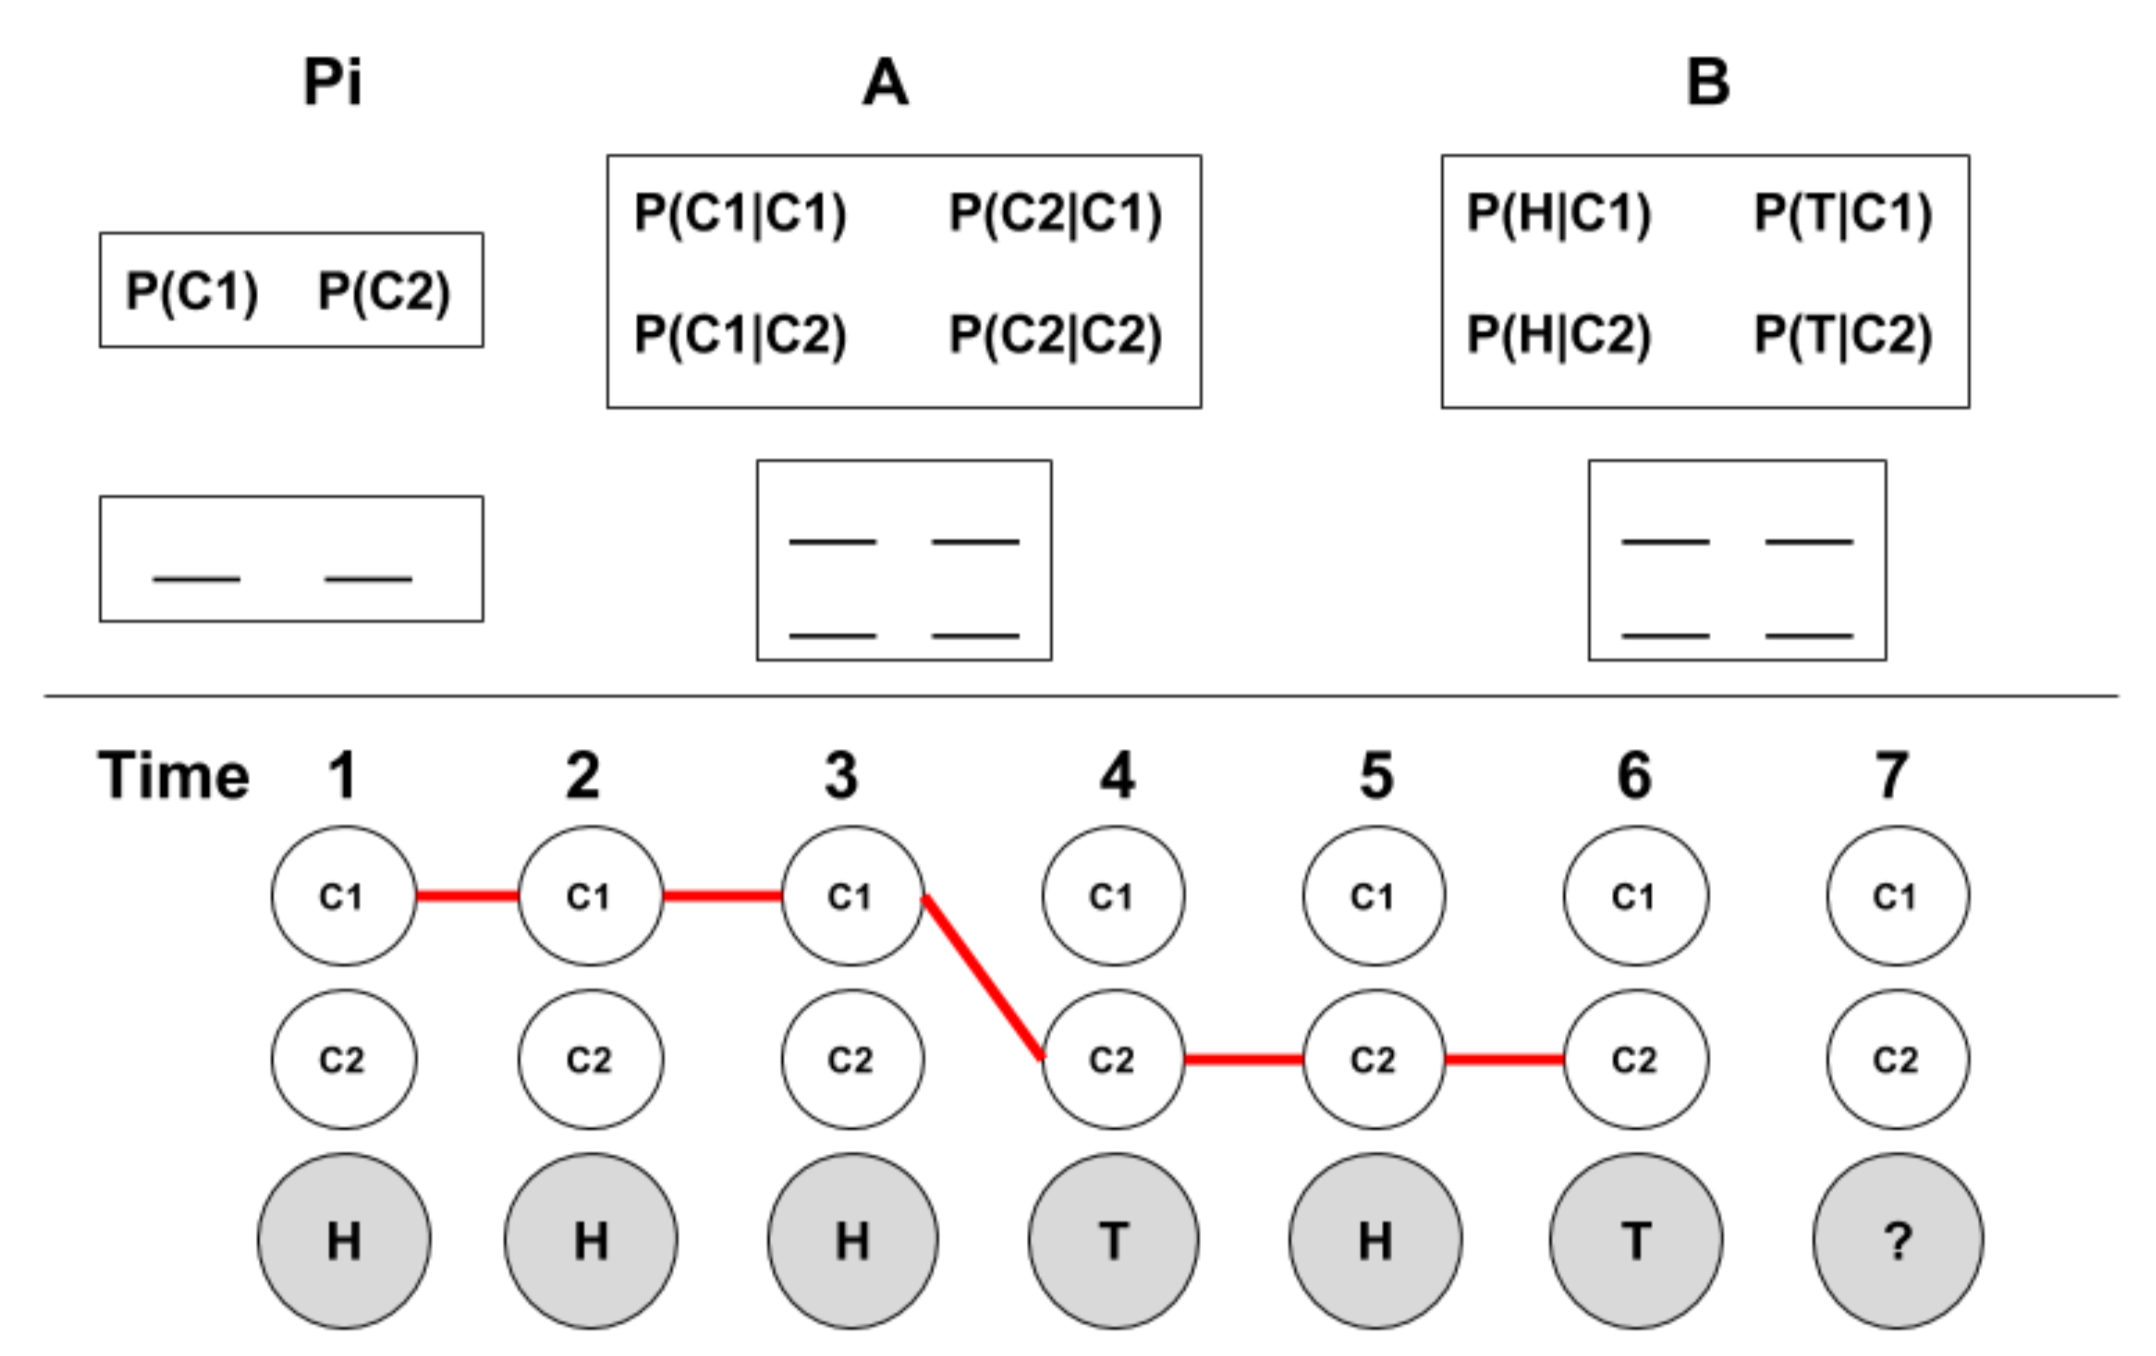 Pi A B
P(C1) P(C2)
P(C1|C1) P(C2|C1)
P(C1|C2) P(C2|C2)
P(H|C1) P(T|C1)
P(H|C2) P(T|C2)
Time 1 2 3 4 5 6 7
C1 C1 C1 C1 C1 C1 C1
C2 C2 C2 C2 C2 C2 C2
H H H T H T ?